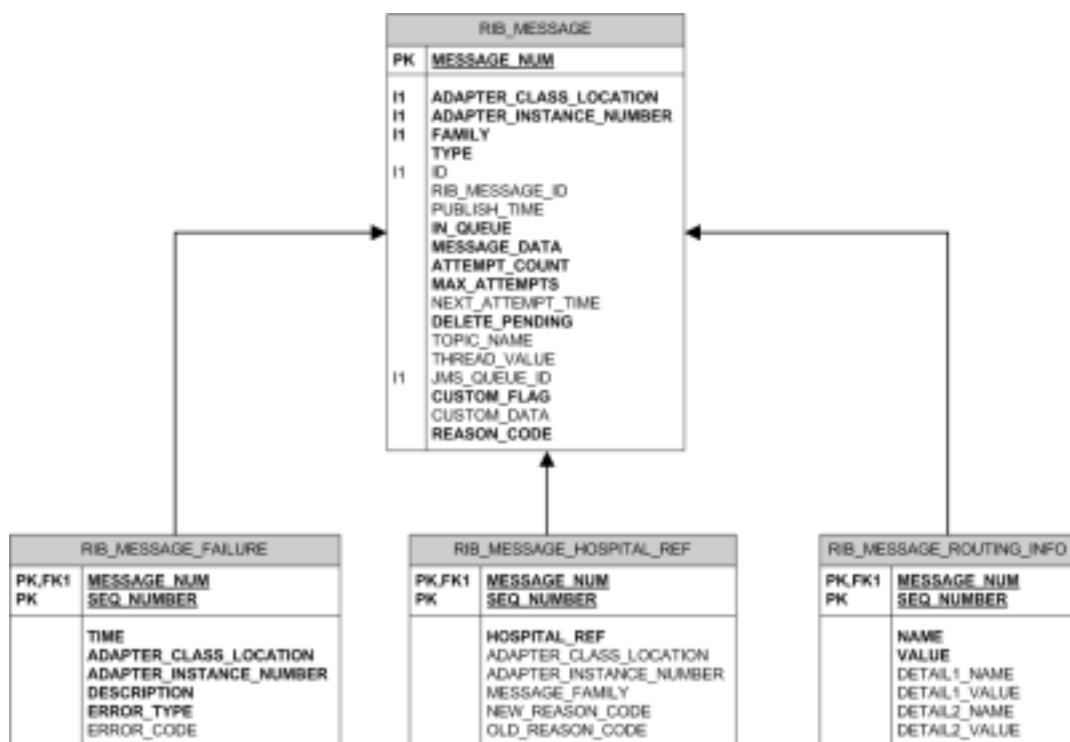 RIB_MESSAGE
PK MESSAGE_NUM
I1 ADAPTER_CLASS_LOCATION
I1 ADAPTER_INSTANCE_NUMBER
I1 FAMILY
TYPE
I1 ID
RIB_MESSAGE_ID
PUBLISH_TIME
IN_QUEUE
MESSAGE_DATA
ATTEMPT_COUNT
MAX_ATTEMPTS
NEXT_ATTEMPT_TIME
DELETE_PENDING
TOPIC_NAME
THREAD_VALUE
I1 JMS_QUEUE_ID
CUSTOM_FLAG
CUSTOM_DATA
REASON_CODE
RIB_MESSAGE_FAILURE
PK,FK1 MESSAGE_NUM
PK SEQ_NUMBER
TIME
ADAPTER_CLASS_LOCATION
ADAPTER_INSTANCE_NUMBER
DESCRIPTION
ERROR_TYPE
ERROR_CODE
RIB_MESSAGE_HOSPITAL_REF
PK,FK1 MESSAGE_NUM
PK SEQ_NUMBER
HOSPITAL_REF
ADAPTER_CLASS_LOCATION
ADAPTER_INSTANCE_NUMBER
MESSAGE_FAMILY
NEW_REASON_CODE
OLD_REASON_CODE
RIB_MESSAGE_ROUTING_INFO
PK,FK1 MESSAGE_NUM
PK SEQ_NUMBER
NAME
VALUE
DETAIL1_NAME
DETAIL1_VALUE
DETAIL2_NAME
DETAIL2_VALUE